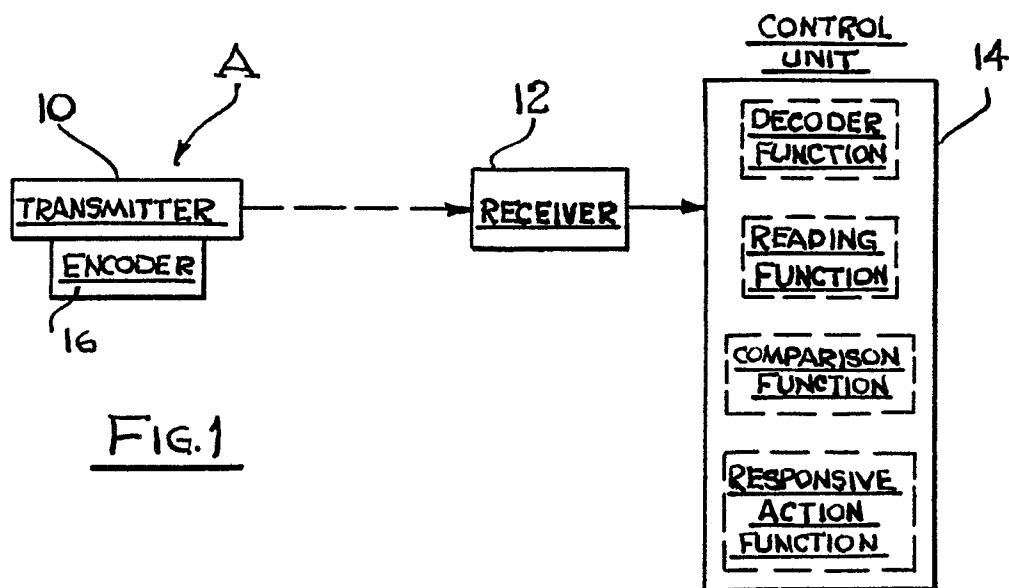 CONTROL
UNIT
14
A
10
12
DECODER
FUNCTION
TRANSMITTER
RECEIVER
ENCODER
16
READING
FUNCTION
COMPARISON
FUNCTION
FIG.1
RESPONSIVE
ACTION
FUNCTION